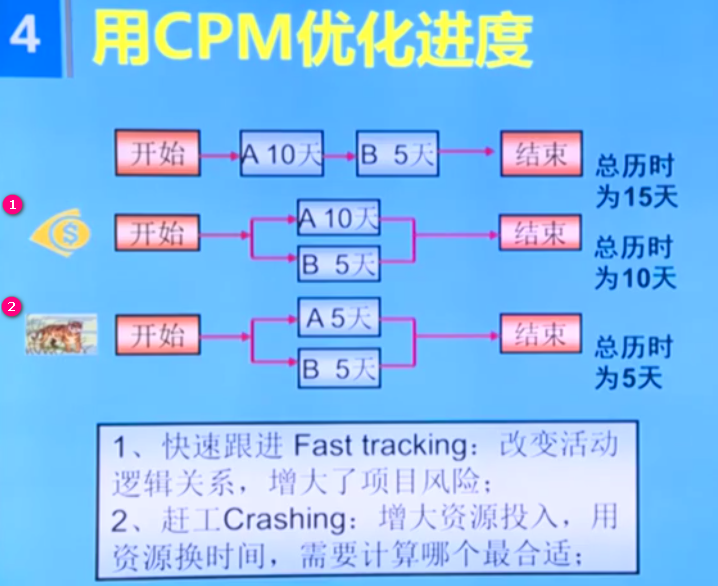 4 用CPM优化进度
开始 A 10天 B 5天 结束
总历时
为15天
1
开始 A 10天 B 5天 结束
总历时
为10天
2
开始 A 5天 B 5天 结束
总历时
为5天
1、快速跟进 Fast tracking：改变活动
逻辑关系，增大了项目风险；
2、赶工Crashing：增大资源投入，用
资源换时间，需要计算哪个最合适；